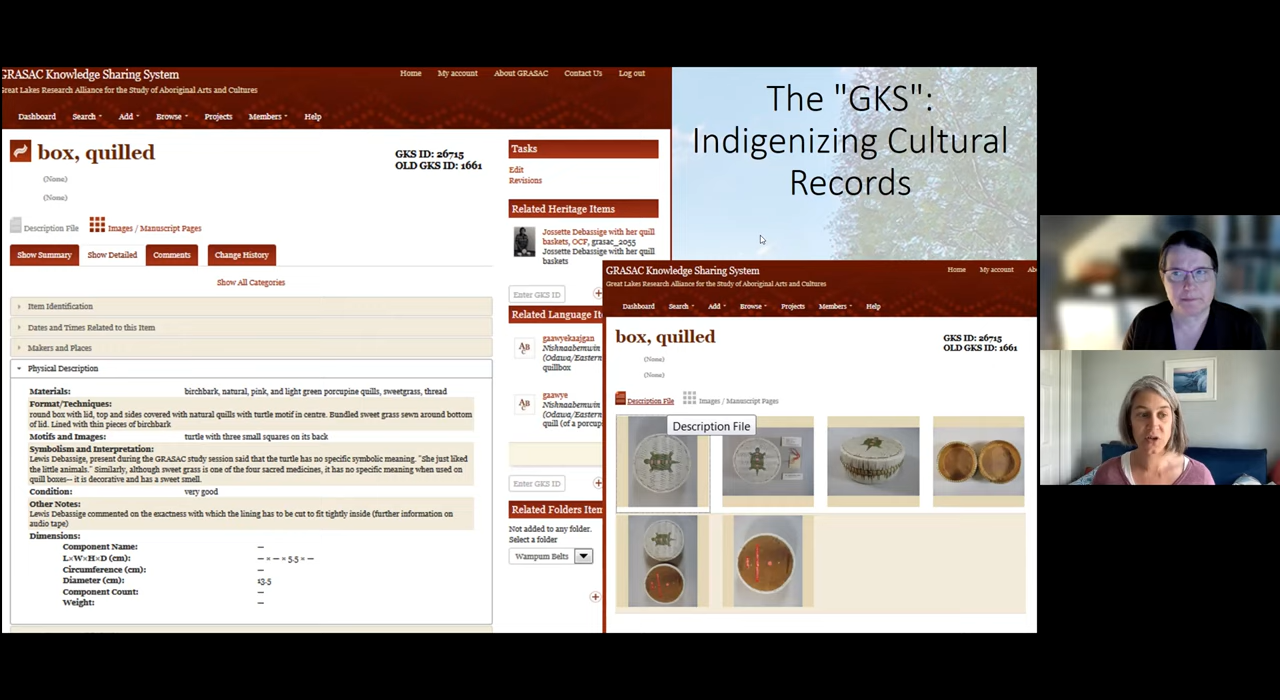 GRASAC Knowledge Sharing System
Great Lakes Research Alliance for the Study of Aboriginal Arts and Cultures
Home My account About GRASAC Contact Us Log out
Dashboard Search Add Browse Projects Members Help
box, quilled
GKS ID: 26715
OLD GKS ID: 1661
(None)
(None)
Description File Images / Manuscript Pages
Show Summary Show Detailed Comments Change History
Show All Categories
Item Identification
Dates and Times Related to this Item
Makers and Places
Physical Description
Materials: birchbark, natural, pink, and light green porcupine quills, sweetgrass, thread
Format/Techniques:
round box with lid, top and sides covered with natural quills with turtle motif in centre. Bundled sweet grass sewn around bottom
of lid. Lined with thin pieces of birchbark
Motifs and Images: turtle with three small squares on its back
Symbolism and Interpretation:
Lewis Debassige, present during the GRASAC study session said that the turtle has no specific symbolic meaning. "She just liked
the little animals." Similarly, although sweet grass is one of the four sacred medicines, it has no specific meaning when used on
quill boxes-- it is decorative and has a sweet smell.
Condition: very good
Other Notes:
Lewis Debassige commented on the exactness with which the lining has to be cut to fit tightly inside (further information on
audio tape)
Dimensions:
Component Name: —
L×W×H×D (cm): — × — × 5.5 × —
Circumference (cm): —
Diameter (cm): 13.5
Component Count: —
Weight: —
Tasks
Edit
Revisions
Related Heritage Items
Josette Debassige with her quill
baskets, OCF, grasac_2055
Josette Debassige with her quill
baskets
Enter GKS ID
Related Language Ite
gaawyekaajgan
Nishnaabemwin
(Odawa/Eastern
quillbox
gaawye
Nishnaabemwin
(Odawa/Eastern
quill (of a porcup
Enter GKS ID
Related Folders Item
Not added to any folder.
Select a folder
Wampum Belts
The "GKS":
Indigenizing Cultural
Records
GRASAC Knowledge Sharing System
Great Lakes Research Alliance for the Study of Aboriginal Arts and Cultures
Home My account Ab
Dashboard Search Add Browse Projects Members Help
box, quilled
GKS ID: 26715
OLD GKS ID: 1661
(None)
(None)
Description File Images / Manuscript Pages
Description File